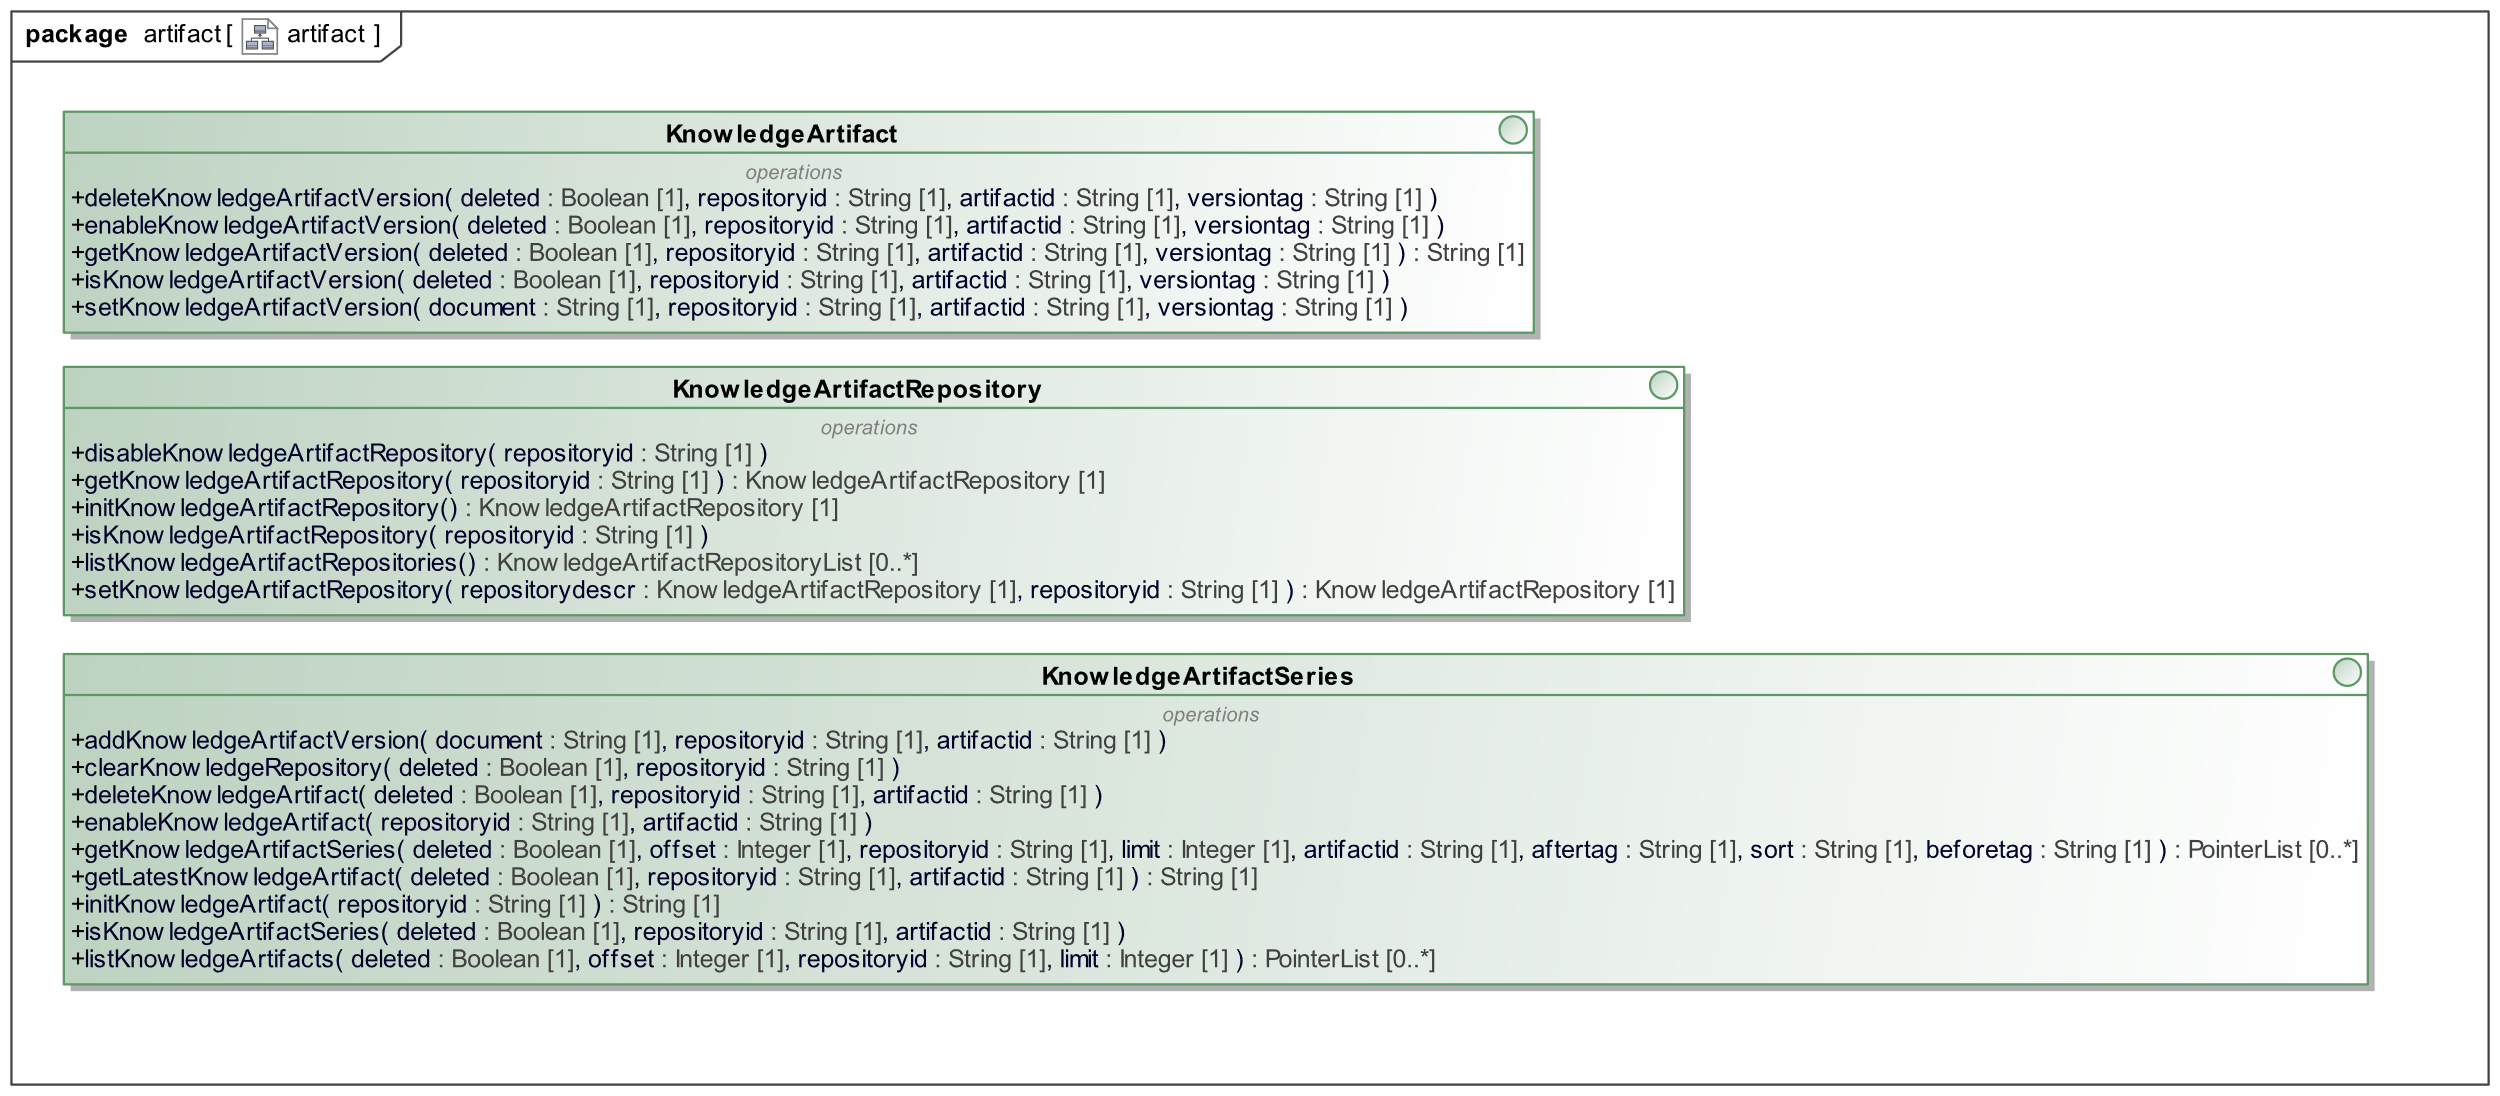 package artifact [ artifact ]
KnowledgeArtifact
operations
+deleteKnowledgeArtifactVersion( deleted : Boolean [1], repositoryid : String [1], artifactid : String [1], versiontag : String [1] )
+enableKnowledgeArtifactVersion( deleted : Boolean [1], repositoryid : String [1], artifactid : String [1], versiontag : String [1] )
+getKnowledgeArtifactVersion( deleted : Boolean [1], repositoryid : String [1], artifactid : String [1], versiontag : String [1] ) : String [1]
+isKnowledgeArtifactVersion( deleted : Boolean [1], repositoryid : String [1], artifactid : String [1], versiontag : String [1] )
+setKnowledgeArtifactVersion( document : String [1], repositoryid : String [1], artifactid : String [1], versiontag : String [1] )
KnowledgeArtifactRepository
operations
+disableKnowledgeArtifactRepository( repositoryid : String [1] )
+getKnowledgeArtifactRepository( repositoryid : String [1] ) : KnowledgeArtifactRepository [1]
+initKnowledgeArtifactRepository() : KnowledgeArtifactRepository [1]
+isKnowledgeArtifactRepository( repositoryid : String [1] )
+listKnowledgeArtifactRepositories() : KnowledgeArtifactRepositoryList [0..*]
+setKnowledgeArtifactRepository( repositorydescr : KnowledgeArtifactRepository [1], repositoryid : String [1] ) : KnowledgeArtifactRepository [1]
KnowledgeArtifactSeries
operations
+addKnowledgeArtifactVersion( document : String [1], repositoryid : String [1], artifactid : String [1] )
+clearKnowledgeRepository( deleted : Boolean [1], repositoryid : String [1] )
+deleteKnowledgeArtifact( deleted : Boolean [1], repositoryid : String [1], artifactid : String [1] )
+enableKnowledgeArtifact( repositoryid : String [1], artifactid : String [1] )
+getKnowledgeArtifactSeries( deleted : Boolean [1], offset : Integer [1], repositoryid : String [1], limit : Integer [1], artifactid : String [1], aftertag : String [1], sort : String [1], beforetag : String [1] ) : PointerList [0..*]
+getLatestKnowledgeArtifact( deleted : Boolean [1], repositoryid : String [1], artifactid : String [1] ) : String [1]
+initKnowledgeArtifact( repositoryid : String [1] ) : String [1]
+isKnowledgeArtifactSeries( deleted : Boolean [1], repositoryid : String [1], artifactid : String [1] )
+listKnowledgeArtifacts( deleted : Boolean [1], offset : Integer [1], repositoryid : String [1], limit : Integer [1] ) : PointerList [0..*]